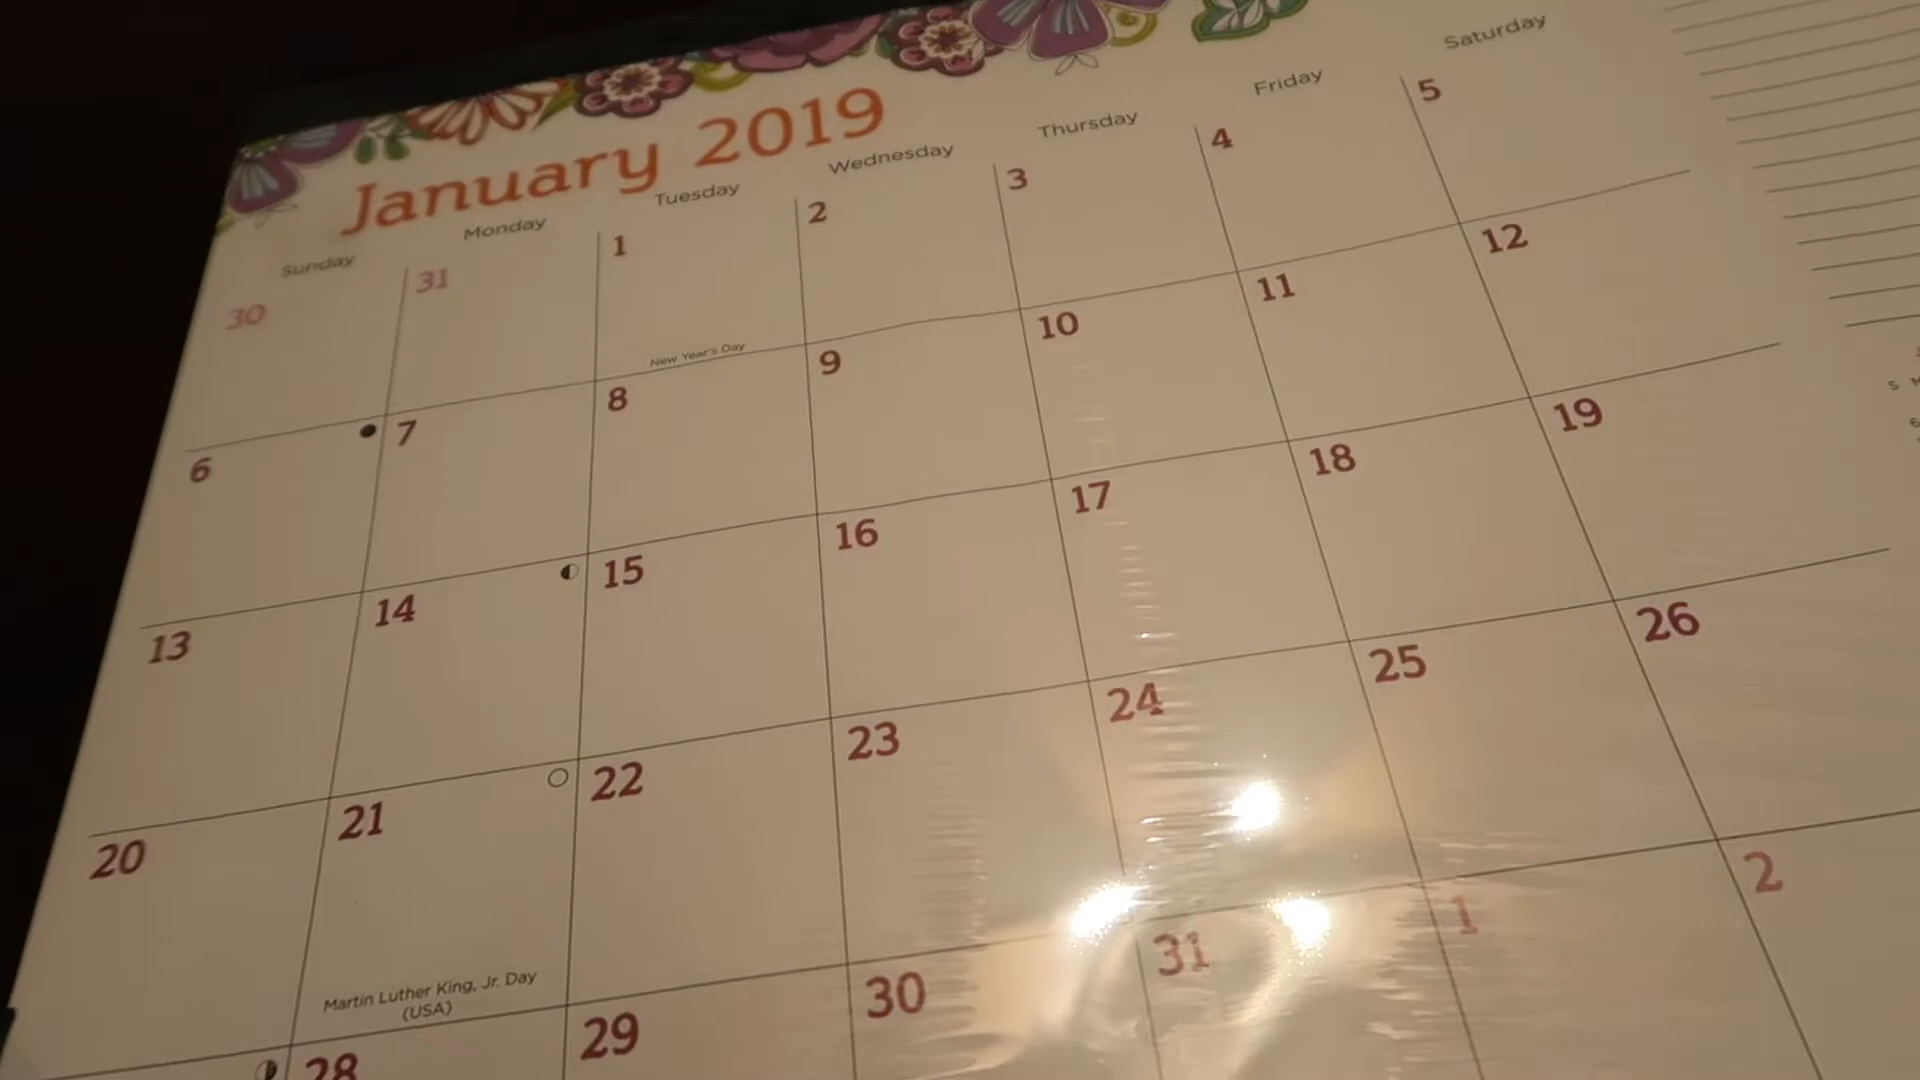 January 2019
Sunday Monday Tuesday Wednesday Thursday Friday Saturday
30 31 1 2 3 4 5
New Year's Day
6 7 8 9 10 11 12
13 14 15 16 17 18 19
20 21 22 23 24 25 26
Martin Luther King, Jr. Day
(USA)
28 29 30 31 1 2
S
6